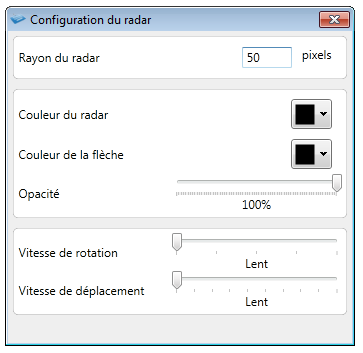 Configuration du radar
Rayon du radar 50 pixels
Couleur du radar
Couleur de la flèche
Opacité
100%
Vitesse de rotation
Lent
Vitesse de déplacement
Lent